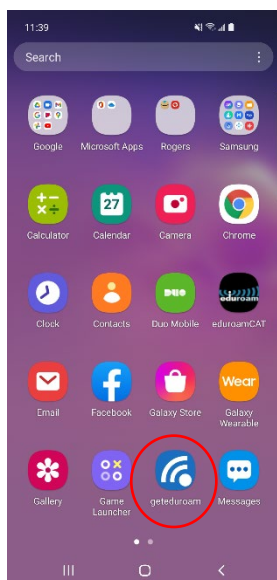 11:39
Search
Google Microsoft Apps Rogers Samsung
27
Calculator Calendar Camera Chrome
DUO eduroam
Clock Contacts Duo Mobile eduroamCAT
Wear
Email Facebook Galaxy Store Galaxy
Wearable
Gallery Game geteduroam Messages
Launcher